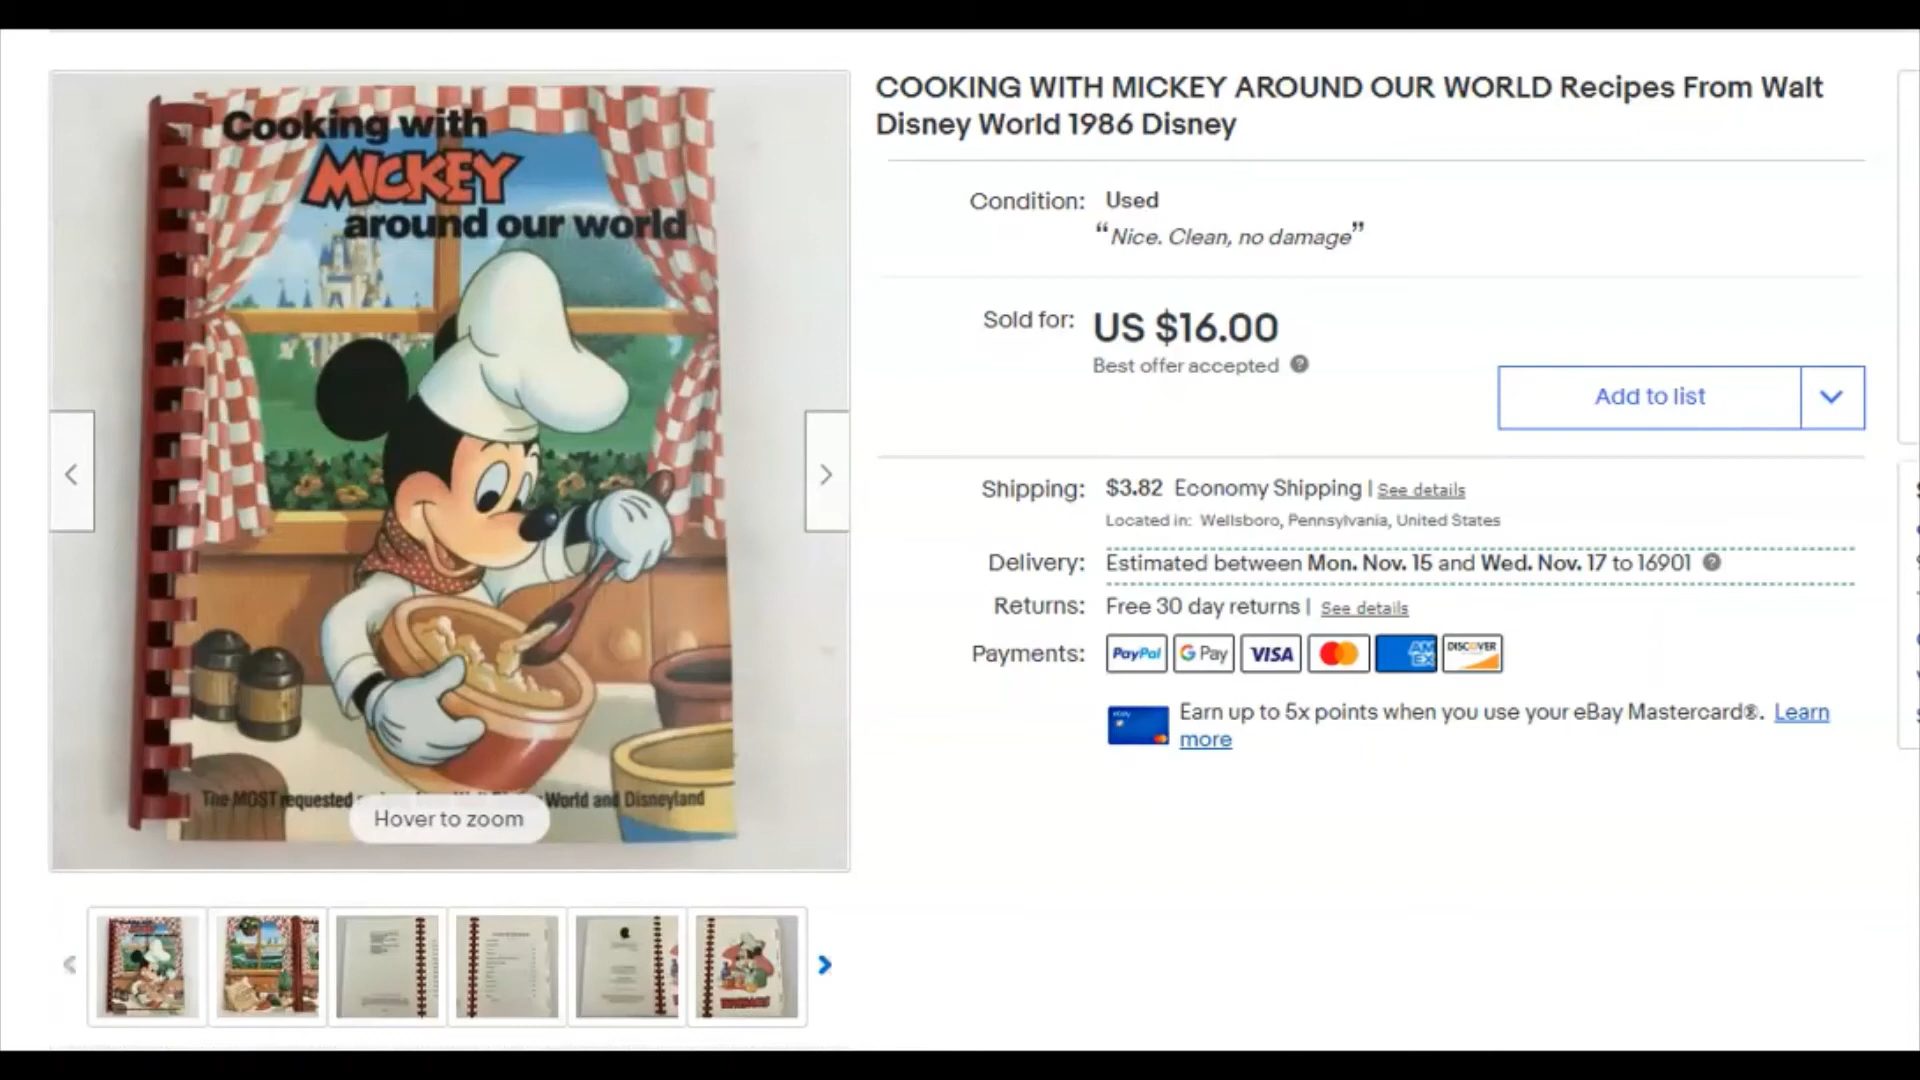 Cooking with
MICKEY
around our world
The MOST requested
World and Disneyland
Hover to zoom
COOKING WITH MICKEY AROUND OUR WORLD Recipes From Walt
Disney World 1986 Disney
Condition: Used
“Nice. Clean, no damage”
Sold for: US $16.00
Best offer accepted
Add to list
Shipping: $3.82 Economy Shipping | See details
Located in: Wellsboro, Pennsylvania, United States
Delivery: Estimated between Mon. Nov. 15 and Wed. Nov. 17 to 16901
Returns: Free 30 day returns | See details
Payments: PayPal G Pay VISA AM EX DISCOVER
Earn up to 5x points when you use your eBay Mastercard®. Learn
more